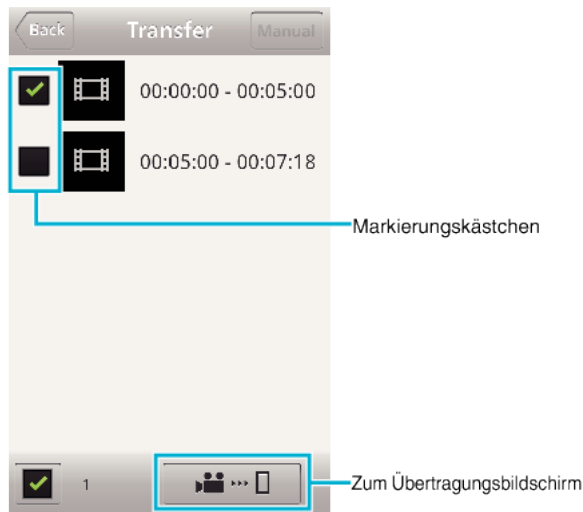 Back Transfer Manual
00:00:00 - 00:05:00
00:05:00 - 00:07:18
Markierungskästchen
1
Zum Übertragungsbildschirm